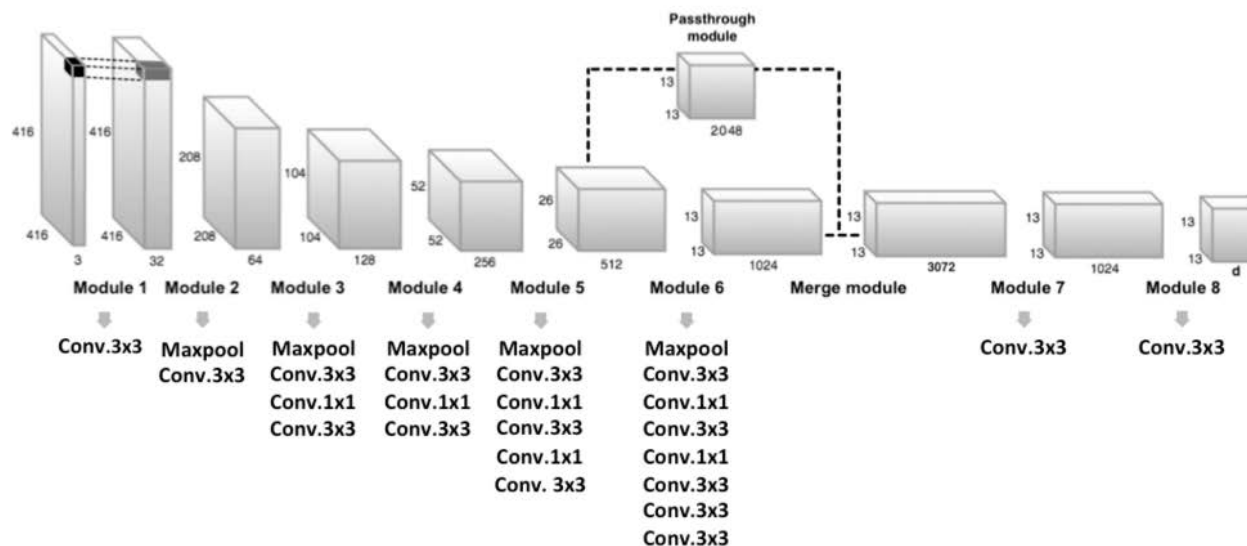 Passthrough
module
13
13
2048
416
416
3
416
416
32
208
208
64
104
104
128
52
52
256
26
26
512
13
13
1024
13
13
3072
13
13
1024
13
13
d
Module 1 Module 2 Module 3 Module 4 Module 5 Module 6 Merge module Module 7 Module 8
Conv.3x3
Maxpool
Conv.3x3
Maxpool
Conv.3x3
Conv.1x1
Conv.3x3
Maxpool
Conv.3x3
Conv.1x1
Conv.3x3
Maxpool
Conv.3x3
Conv.1x1
Conv.3x3
Conv.1x1
Conv. 3x3
Maxpool
Conv.3x3
Conv.1x1
Conv.3x3
Conv.1x1
Conv.3x3
Conv.3x3
Conv.3x3
Conv.3x3
Conv.3x3